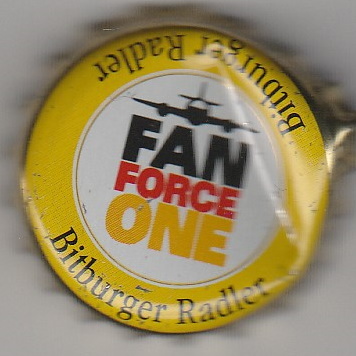 Bitburger Radler
FAN
FORCE
ONE
Bitburger Radler